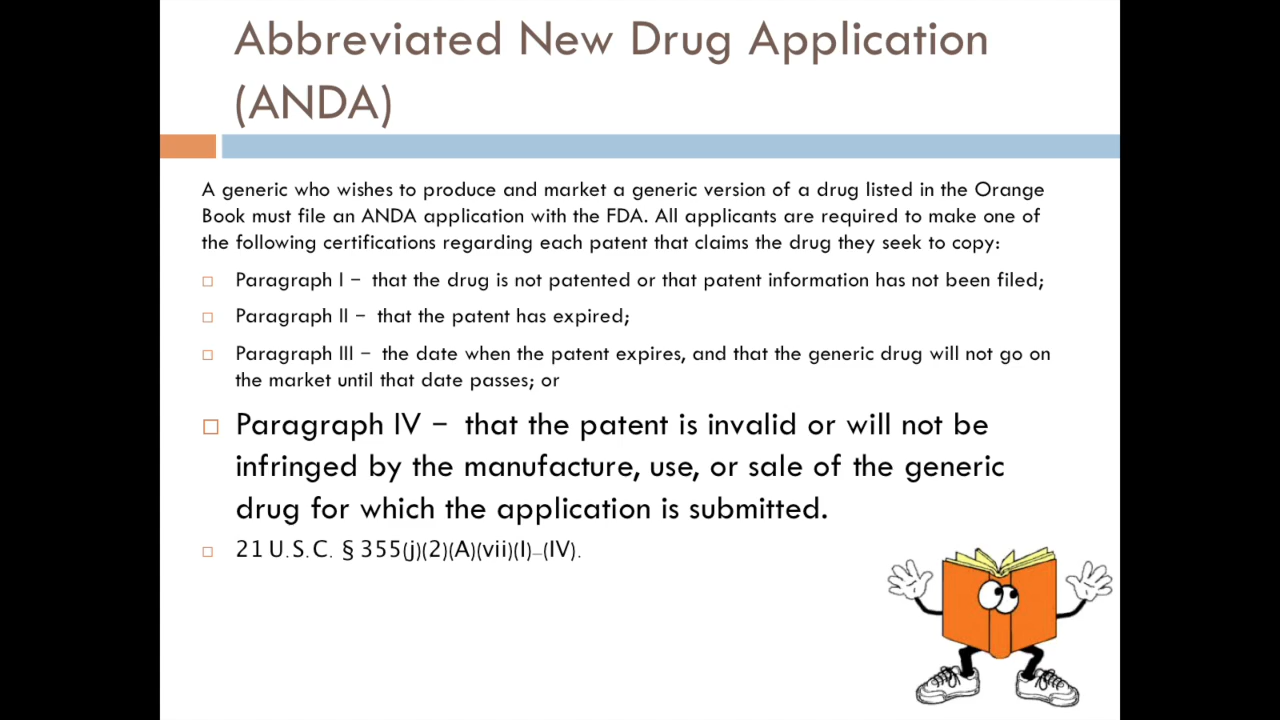 Abbreviated New Drug Application
(ANDA)
A generic who wishes to produce and market a generic version of a drug listed in the Orange
Book must file an ANDA application with the FDA. All applicants are required to make one of
the following certifications regarding each patent that claims the drug they seek to copy:
Paragraph I – that the drug is not patented or that patent information has not been filed;
Paragraph II – that the patent has expired;
Paragraph III – the date when the patent expires, and that the generic drug will not go on
the market until that date passes; or
Paragraph IV – that the patent is invalid or will not be
infringed by the manufacture, use, or sale of the generic
drug for which the application is submitted.
21 U.S.C. § 355(j)(2)(A)(vii)(I)–(IV).